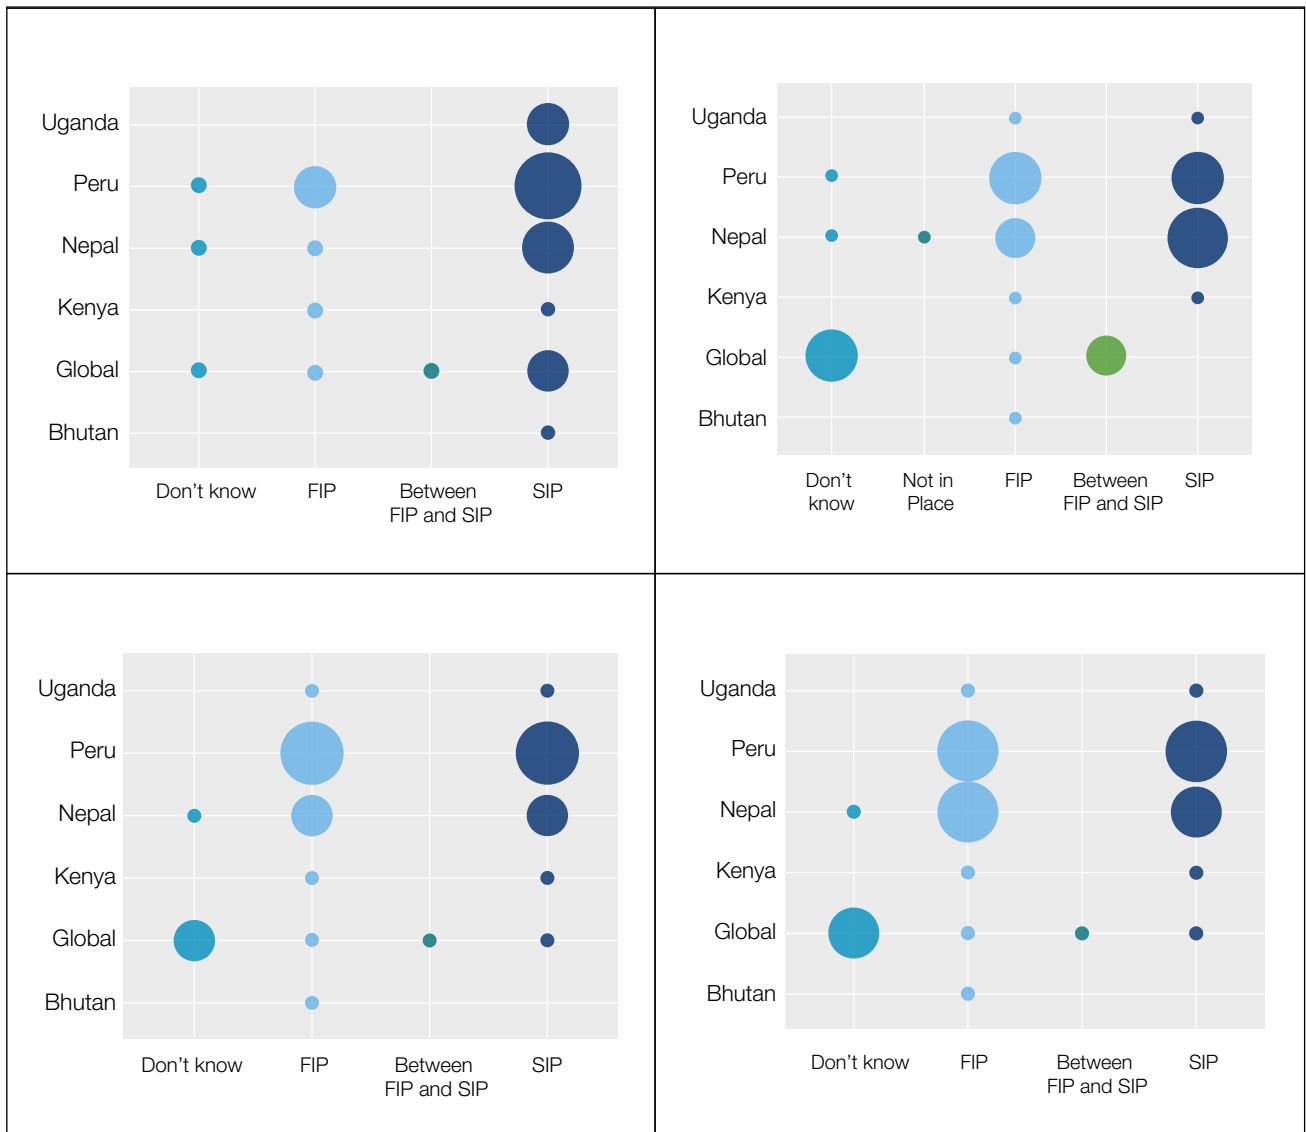 Uganda
Peru
Nepal
Kenya
Global
Bhutan
Don't know
FIP
Between
FIP and SIP
SIP
Uganda
Peru
Nepal
Kenya
Global
Bhutan
Don't
know
Not in
Place
FIP
Between
FIP and SIP
SIP
Uganda
Peru
Nepal
Kenya
Global
Bhutan
Don't know
FIP
Between
FIP and SIP
SIP
Uganda
Peru
Nepal
Kenya
Global
Bhutan
Don't know
FIP
Between
FIP and SIP
SIP